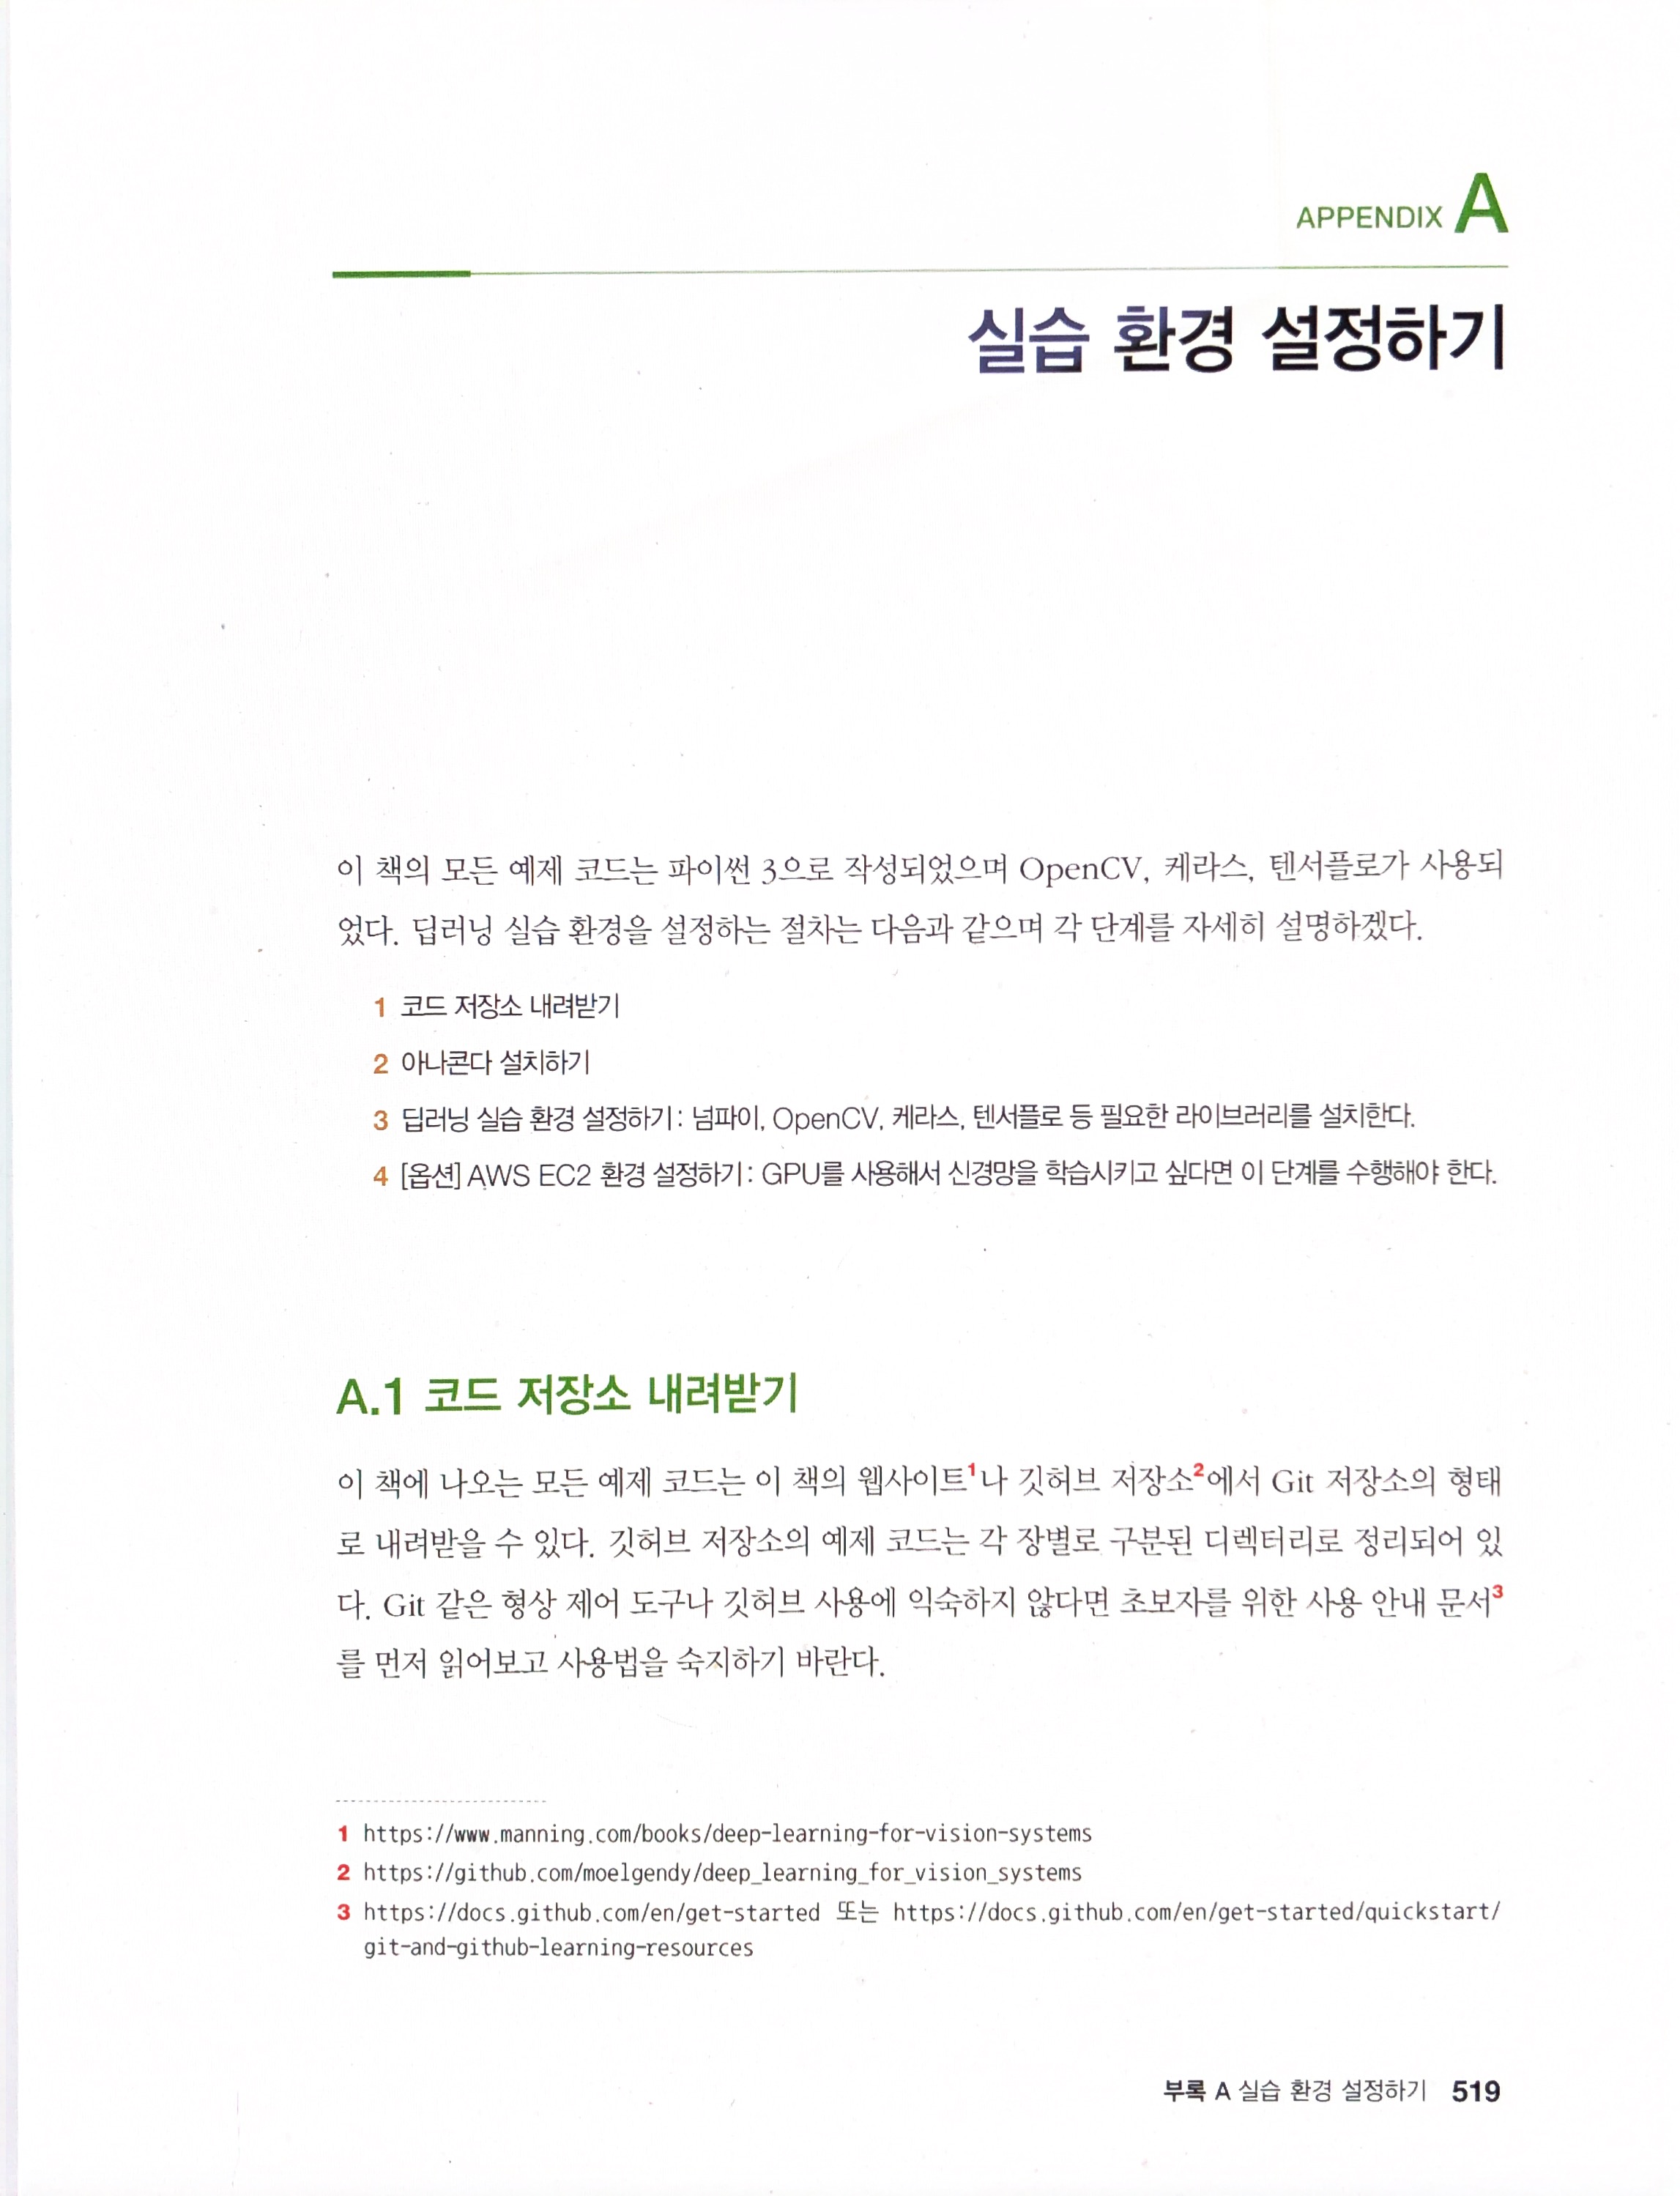 APPENDIX A
실습 환경 설정하기
이 책의 모든 예제 코드는 파이썬 3으로 작성되었으며 OpenCV, 케라스, 텐서플로가 사용되
었다. 딥러닝 실습 환경을 설정하는 절차는 다음과 같으며 각 단계를 자세히 설명하겠다.
1 코드 저장소 내려받기
2 아나콘다 설치하기
3 딥러닝 실습 환경 설정하기: 넘파이, OpenCV, 케라스, 텐서플로 등 필요한 라이브러리를 설치한다.
4 [옵션] AWS EC2 환경 설정하기: GPU를 사용해서 신경망을 학습시키고 싶다면 이 단계를 수행해야 한다.
A.1 코드 저장소 내려받기
이 책에 나오는 모든 예제 코드는 이 책의 웹사이트1나 깃허브 저장소2에서 Git 저장소의 형태
로 내려받을 수 있다. 깃허브 저장소의 예제 코드는 각 장별로 구분된 디렉터리로 정리되어 있
다. Git 같은 형상 제어 도구나 깃허브 사용에 익숙하지 않다면 초보자를 위한 사용 안내 문서3
를 먼저 읽어보고 사용법을 숙지하기 바란다.
1 https://www.manning.com/books/deep-learning-for-vision-systems
2 https://github.com/moelgendy/deep_learning_for_vision_systems
3 https://docs.github.com/en/get-started 또는 https://docs.github.com/en/get-started/quickstart/
git-and-github-learning-resources
부록 A 실습 환경 설정하기 519